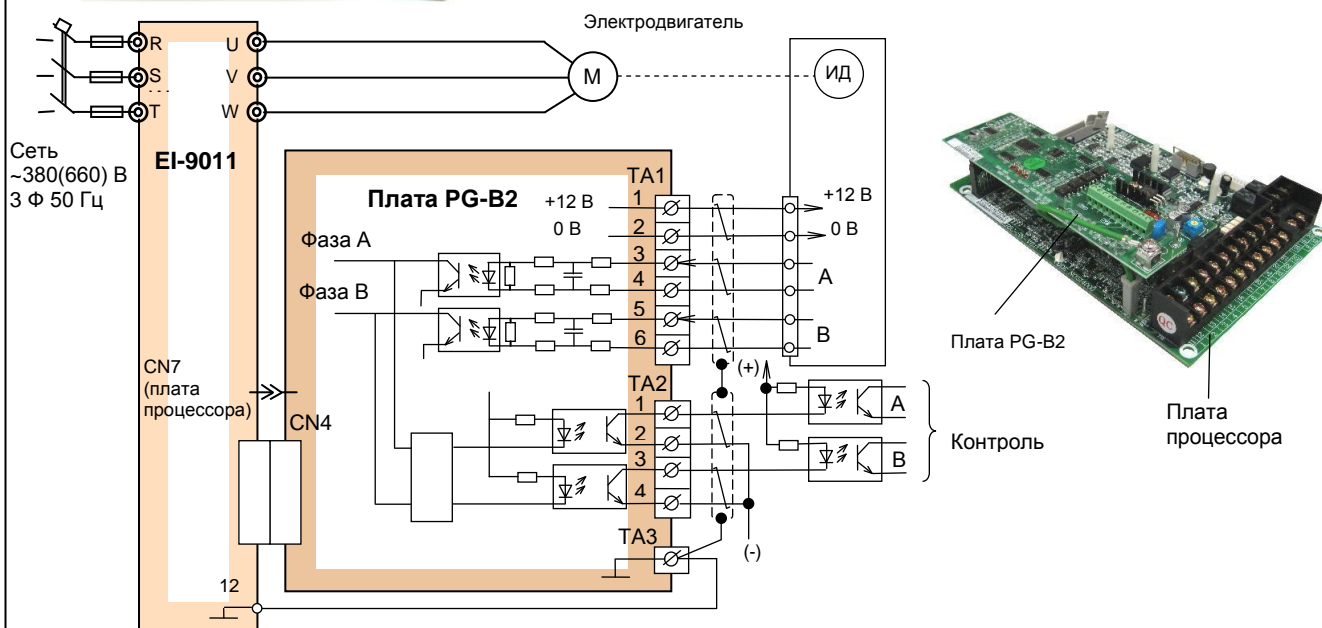 Электродвигатель
R
U
S
V
M
ИД
T
W
Сеть
~380(660) В
3 Ф 50 Гц
EI-9011
Плата PG-B2
TA1
+12 В
1
0 В
2
Фаза А
3
4
Фаза В
5
6
+12 В
0 В
A
B
Плата PG-B2
Плата
процессора
CN7
(плата
процессора)
CN4
TA2
1
2
3
4
(+)
A
B
Контроль
TA3
(-)
12
QC